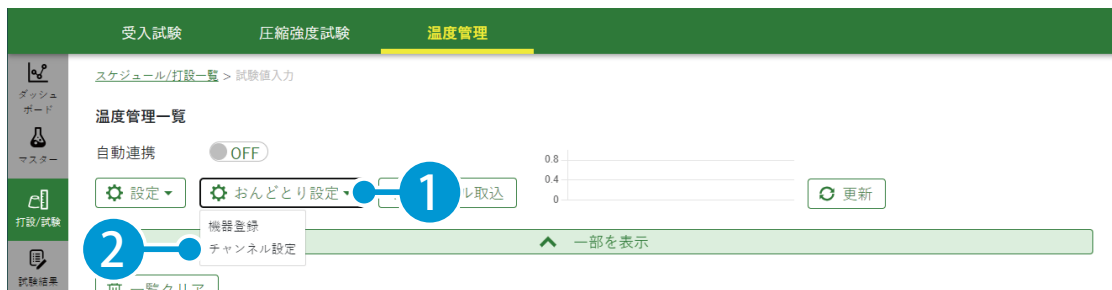 受入試験 圧縮強度試験 温度管理
ダッシュ
ボード
マスター
打設/試験
試験結果
スケジュール/打設一覧 > 試験値入力
温度管理一覧
自動連携 OFF
設定 おんどとり設定 ル取込 更新
0.8
0.4
0
1
機器登録
チャンネル設定
2
一部を表示
一覧クリア